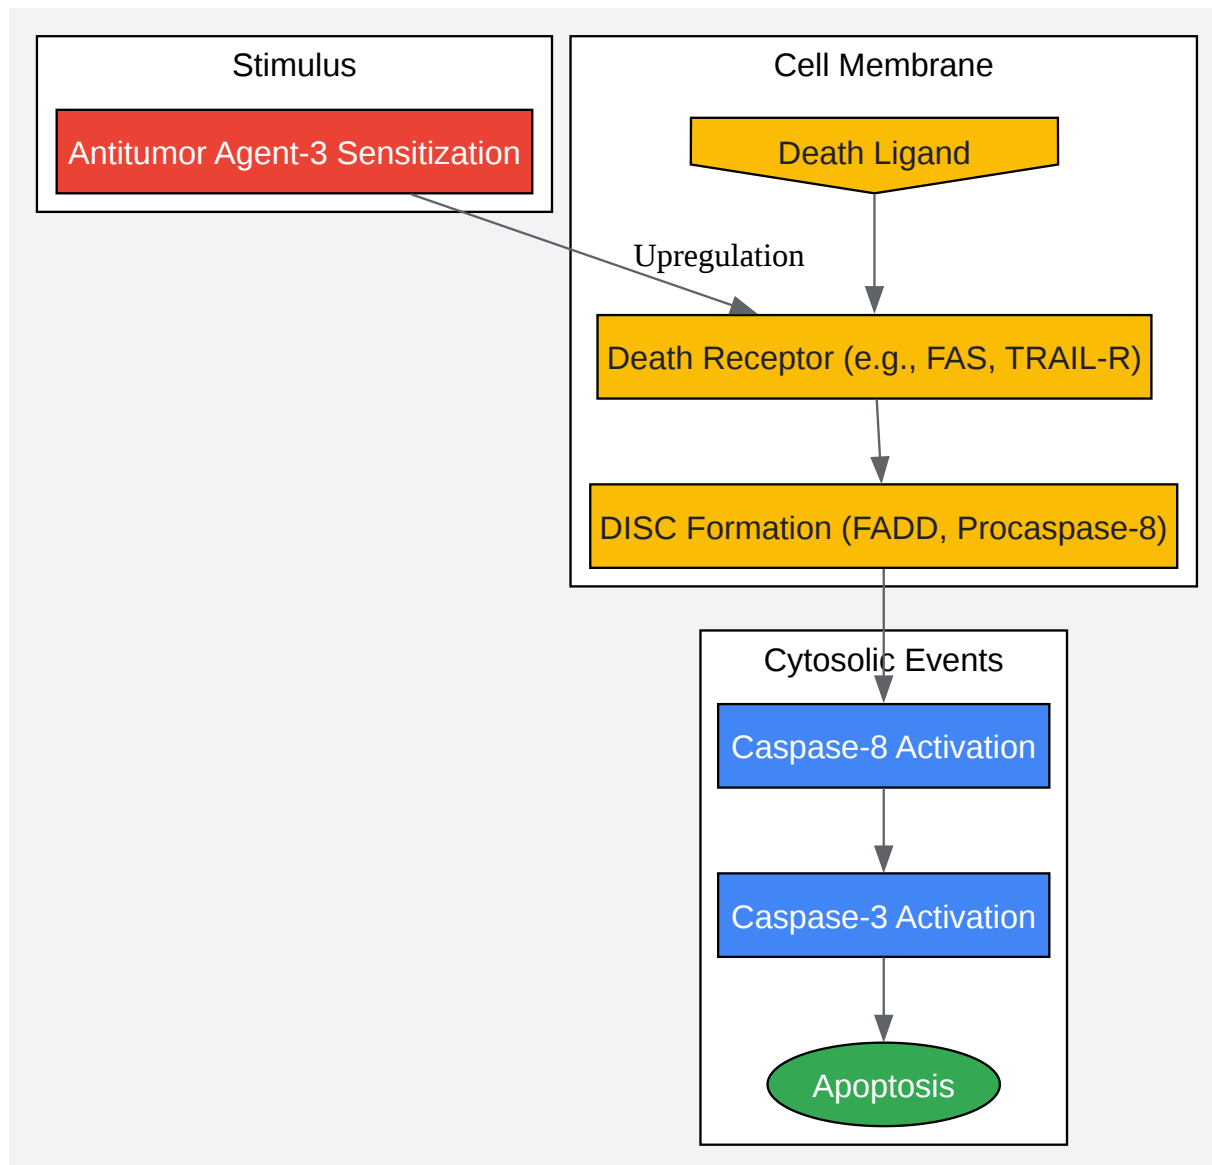 Stimulus
Antitumor Agent-3 Sensitization
Cell Membrane
Death Ligand
Upregulation
Death Receptor (e.g., FAS, TRAIL-R)
DISC Formation (FADD, Procaspase-8)
Cytosolic Events
Caspase-8 Activation
Caspase-3 Activation
Apoptosis